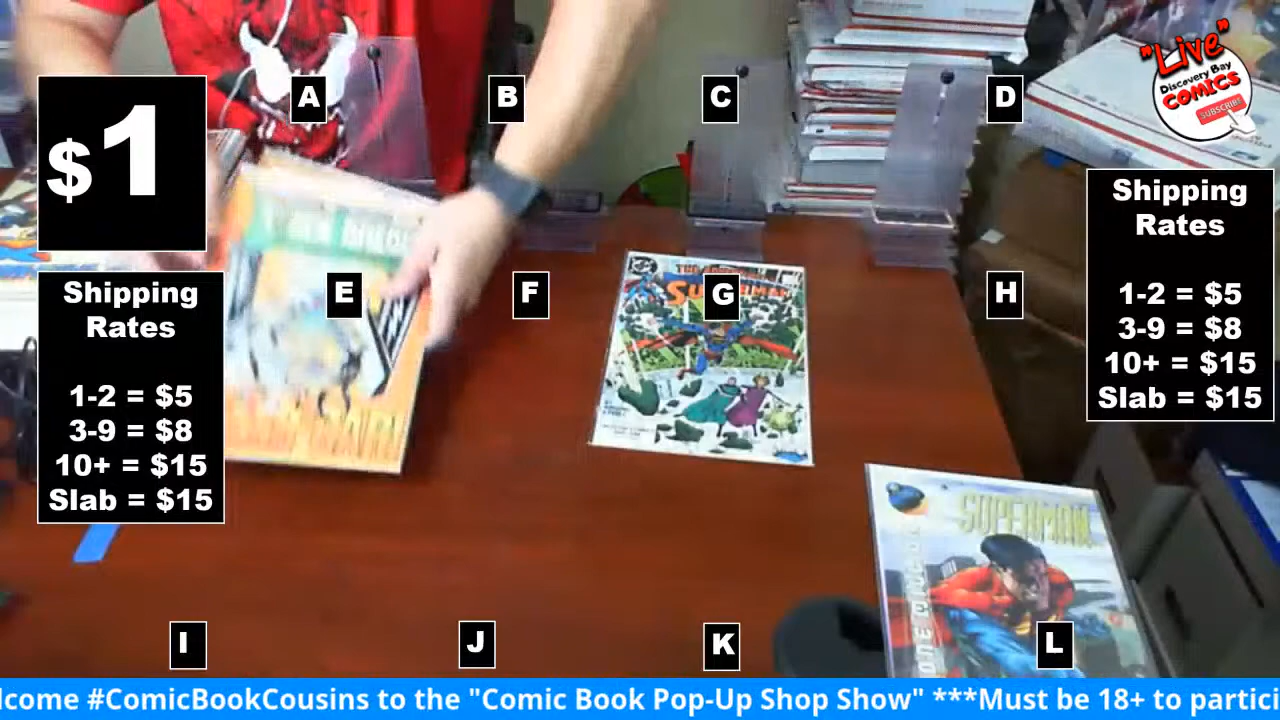 "Live"
Discovery Bay
COMICS
SUBSCRIBE
A
B
C
D
$1
Shipping
Rates
1-2 = $5
3-9 = $8
10+ = $15
Slab = $15
Shipping
Rates
1-2 = $5
3-9 = $8
10+ = $15
Slab = $15
E
F
G
H
SUPERMAN
SUPERMAN
I
J
K
L
lcome #ComicBookCousins to the "Comic Book Pop-Up Shop Show" ***Must be 18+ to partici